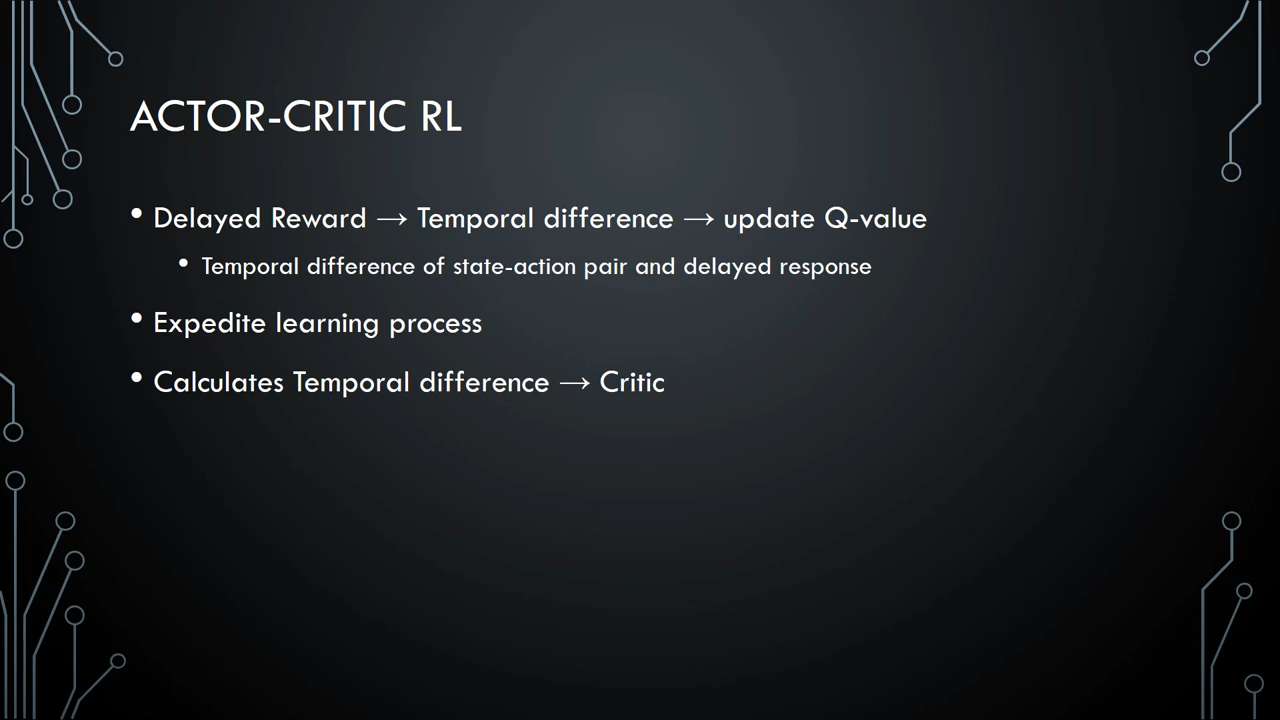 ACTOR-CRITIC RL
• Delayed Reward → Temporal difference → update Q-value
• Temporal difference of state-action pair and delayed response
• Expedite learning process
• Calculates Temporal difference → Critic